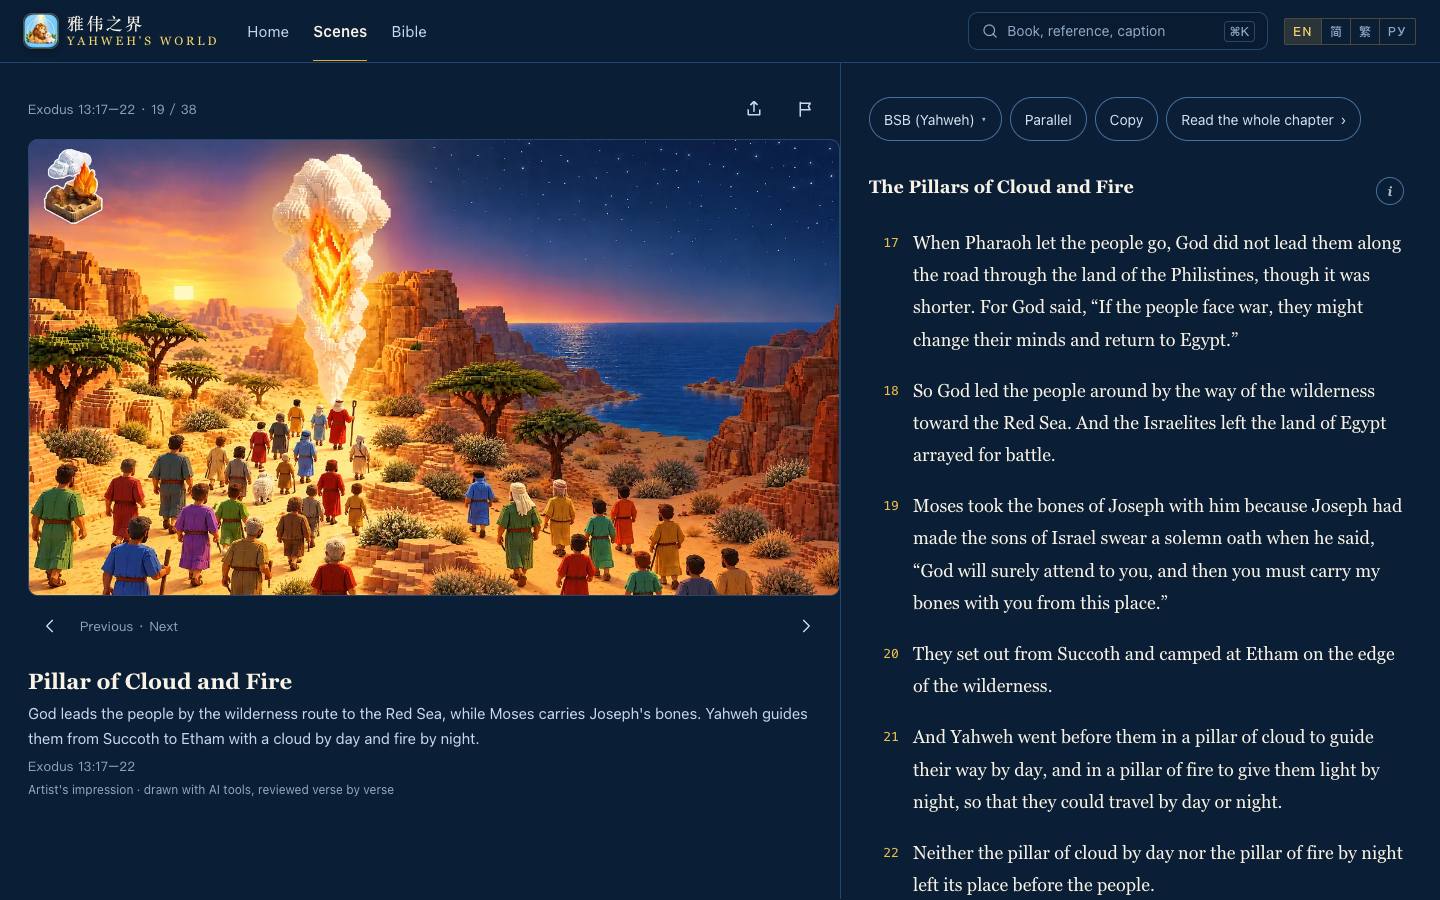 雅伟之界
YAHWEH'S WORLD
Home
Scenes
Bible
Book, reference, caption
⌘K
EN
简
繁
РУ
Exodus 13:17–22 · 19 / 38
BSB (Yahweh) ▾
Parallel
Copy
Read the whole chapter ›
The Pillars of Cloud and Fire
i
17 When Pharaoh let the people go, God did not lead them along
the road through the land of the Philistines, though it was
shorter. For God said, “If the people face war, they might
change their minds and return to Egypt.”
18 So God led the people around by the way of the wilderness
toward the Red Sea. And the Israelites left the land of Egypt
arrayed for battle.
19 Moses took the bones of Joseph with him because Joseph had
made the sons of Israel swear a solemn oath when he said,
“God will surely attend to you, and then you must carry my
bones with you from this place.”
20 They set out from Succoth and camped at Etham on the edge
of the wilderness.
21 And Yahweh went before them in a pillar of cloud to guide
their way by day, and in a pillar of fire to give them light by
night, so that they could travel by day or night.
22 Neither the pillar of cloud by day nor the pillar of fire by night
left its place before the people.
Previous · Next
Pillar of Cloud and Fire
God leads the people by the wilderness route to the Red Sea, while Moses carries Joseph's bones. Yahweh guides
them from Succoth to Etham with a cloud by day and fire by night.
Exodus 13:17–22
Artist's impression · drawn with AI tools, reviewed verse by verse